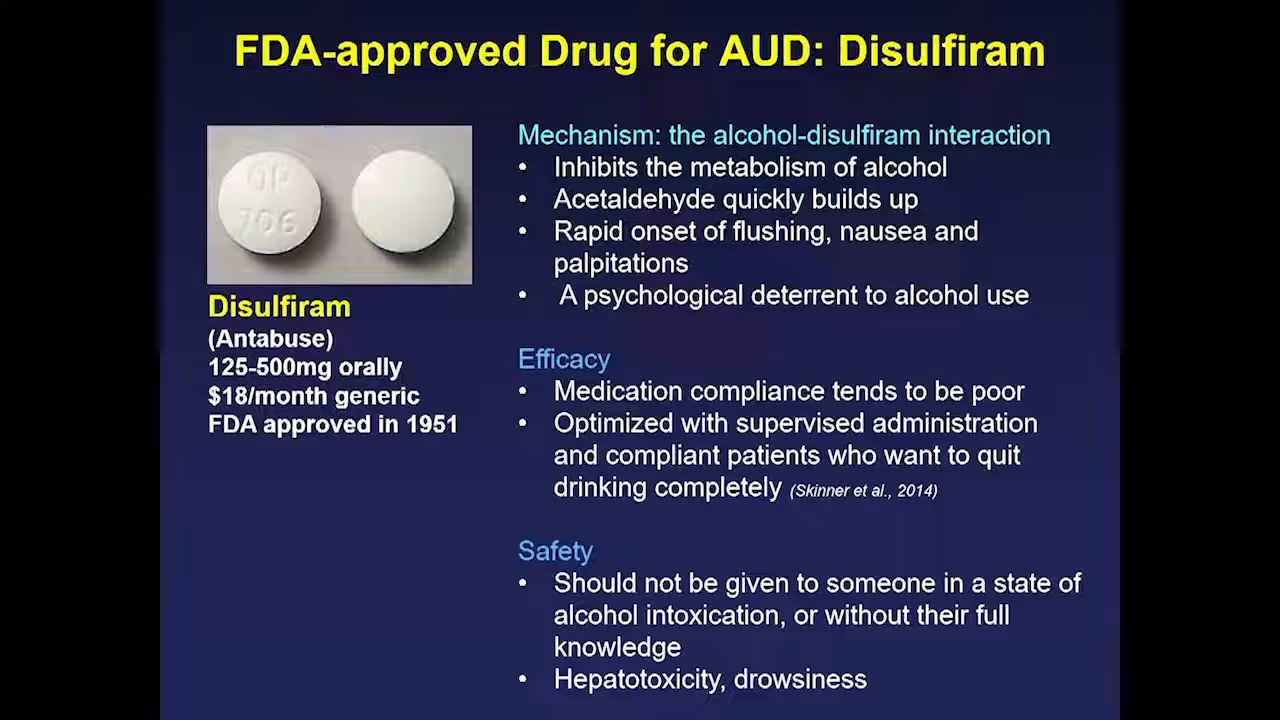 FDA-approved Drug for AUD: Disulfiram
OP
706
Disulfiram
(Antabuse)
125-500mg orally
$18/month generic
FDA approved in 1951
Mechanism: the alcohol-disulfiram interaction
• Inhibits the metabolism of alcohol
• Acetaldehyde quickly builds up
• Rapid onset of flushing, nausea and
palpitations
• A psychological deterrent to alcohol use
Efficacy
• Medication compliance tends to be poor
• Optimized with supervised administration
and compliant patients who want to quit
drinking completely (Skinner et al., 2014)
Safety
• Should not be given to someone in a state of
alcohol intoxication, or without their full
knowledge
• Hepatotoxicity, drowsiness